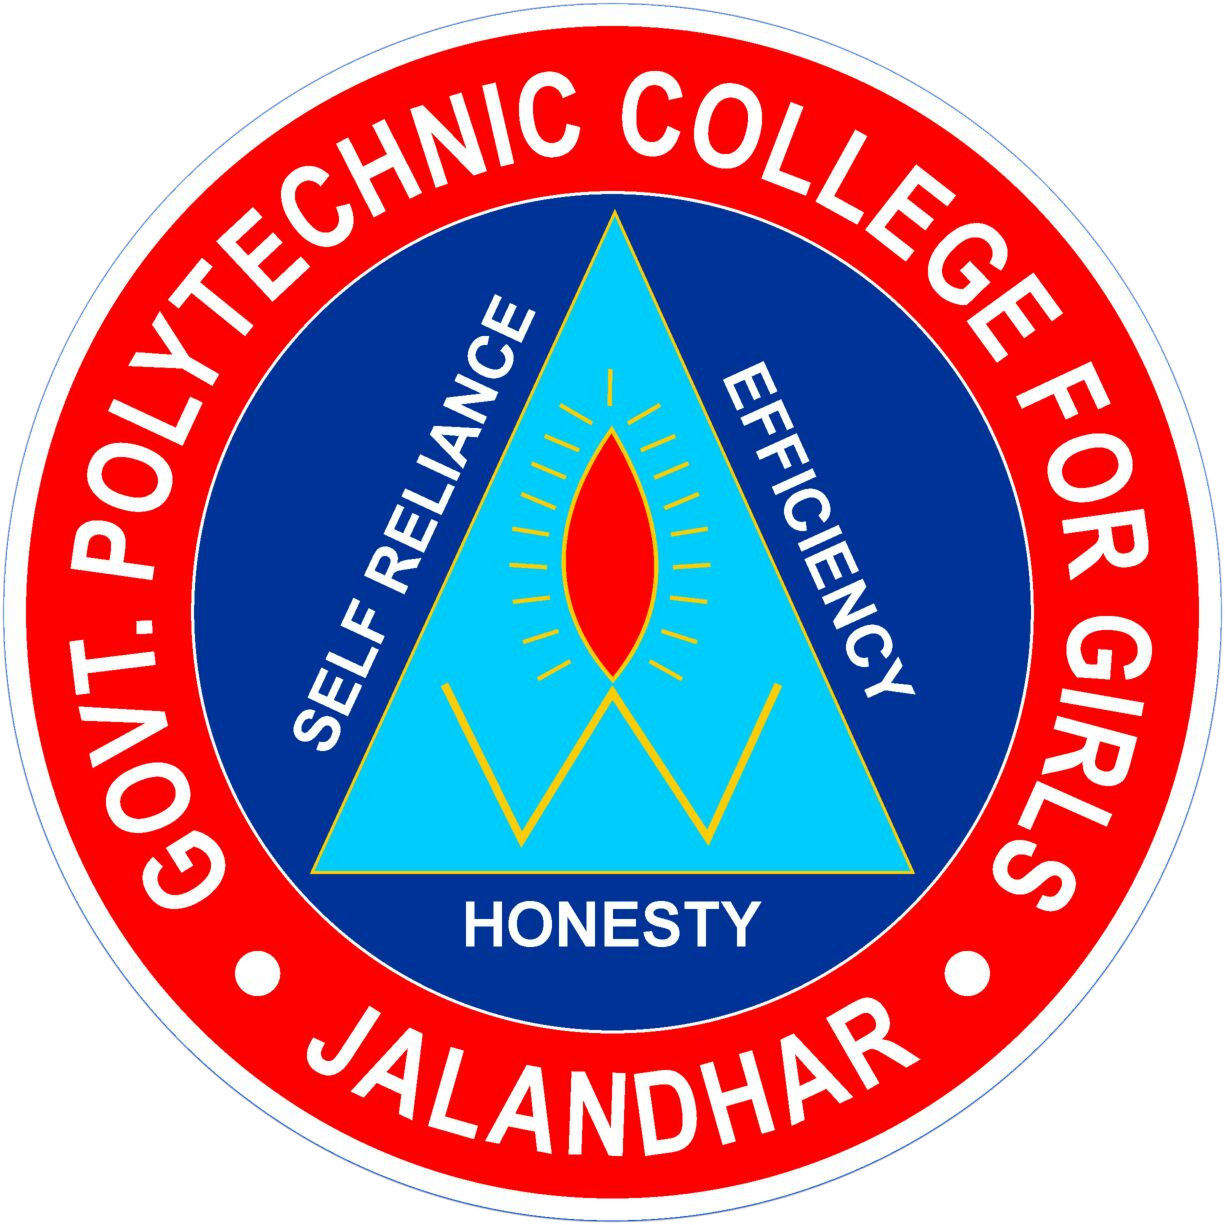 GOVT. POLYTECHNIC COLLEGE FOR GIRLS
SELF RELIANCE
EFFICIENCY
HONESTY
• JALANDHAR •